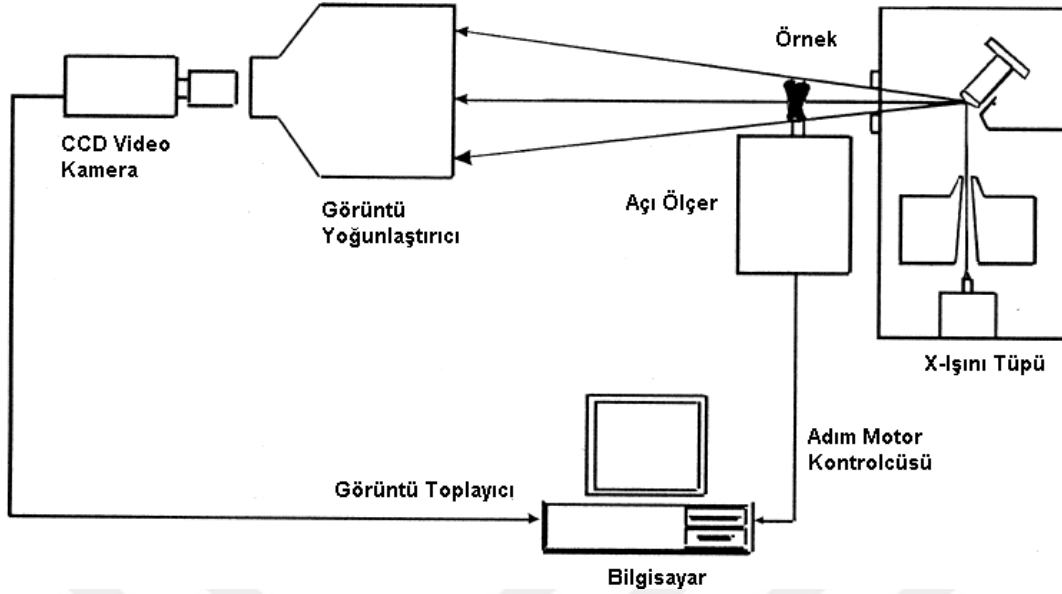 Örnek
CCD Video
Kamera
Görüntü
Yoğunlaştırıcı
Açı Ölçer
X-Işını Tüpü
Adım Motor
Kontrolcüsü
Görüntü Toplayıcı
Bilgisayar